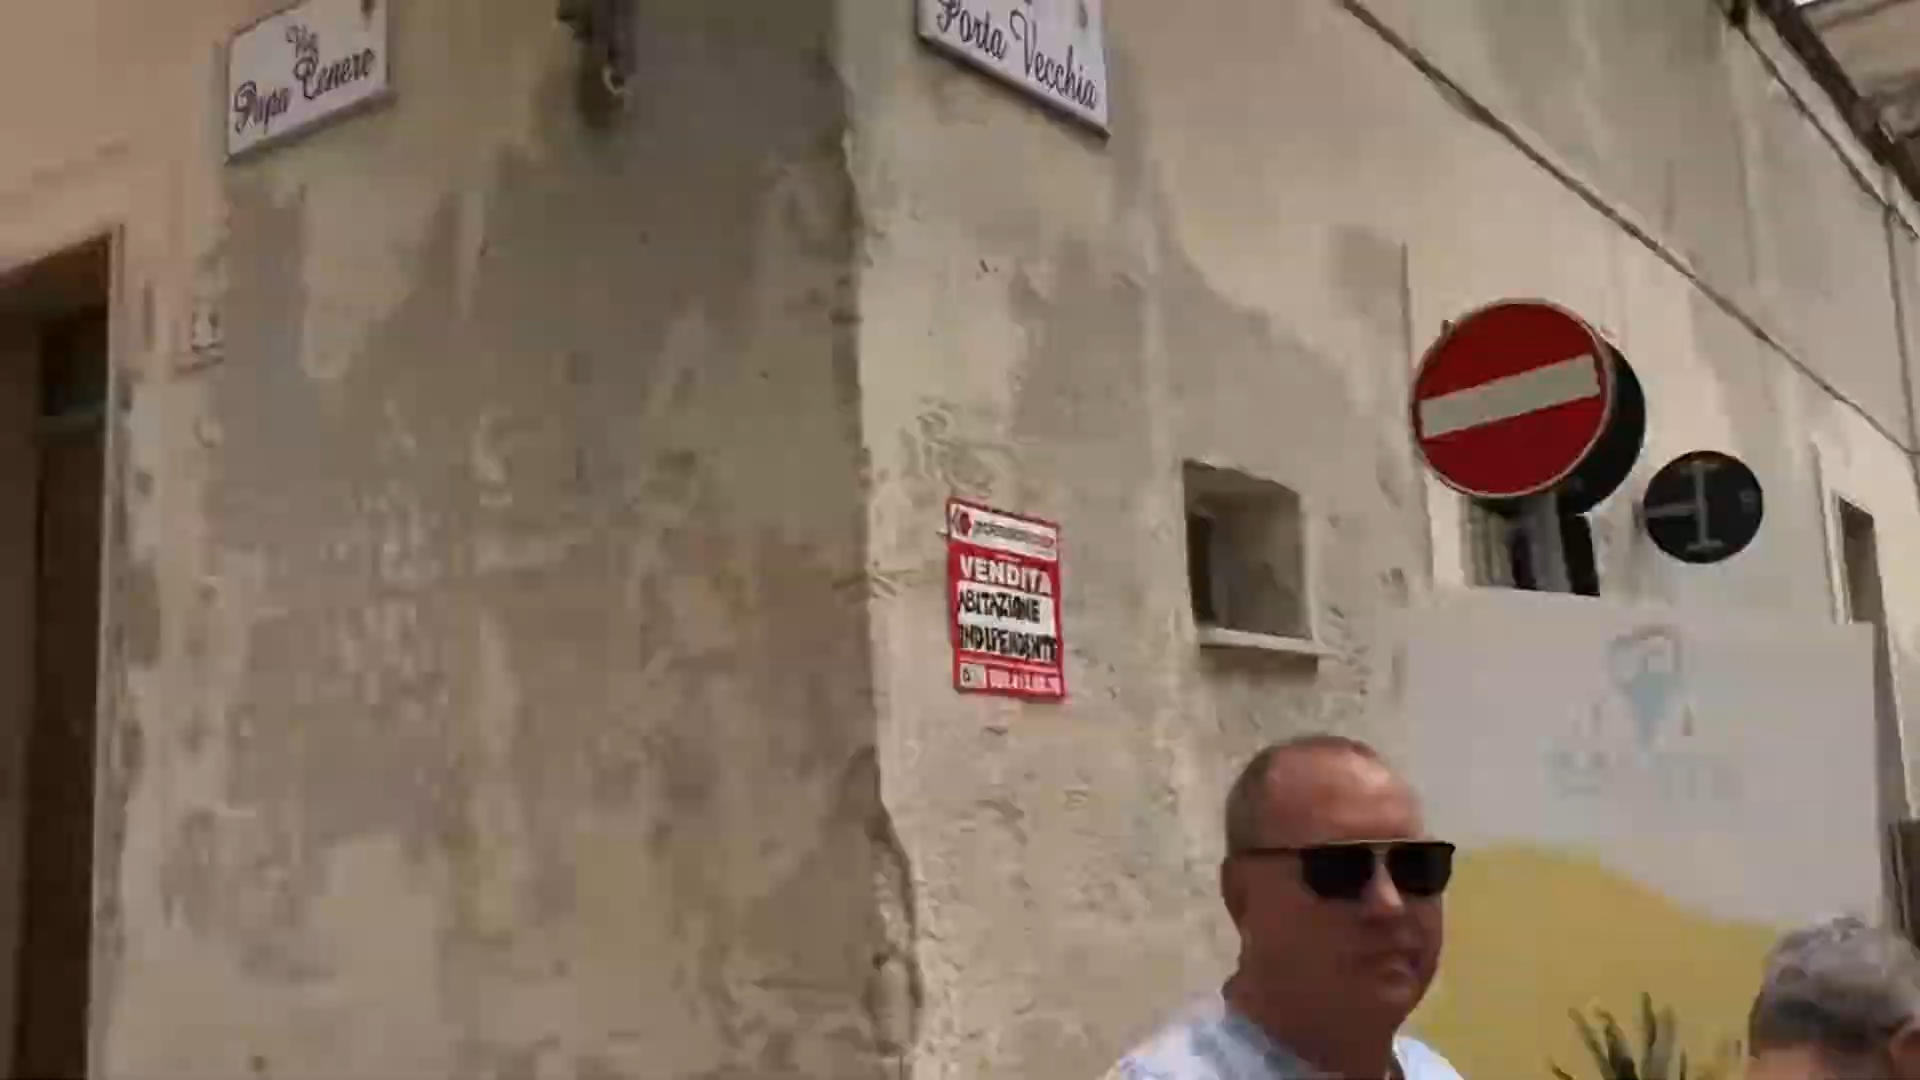 Via
Papa Cenere
Porta Vecchia
VENDITA
ABITAZIONE
INDIPENDENTE